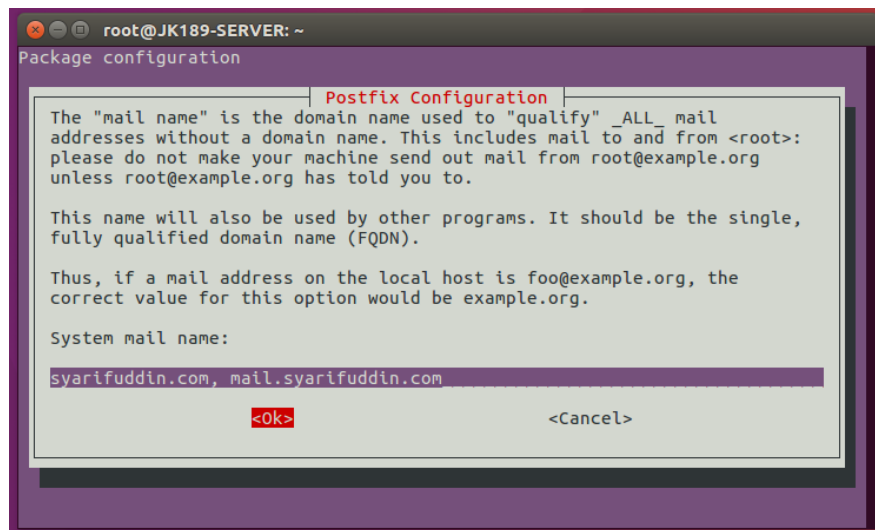 root@JK189-SERVER: ~
Package configuration
Postfix Configuration
The "mail name" is the domain name used to "qualify" _ALL_ mail
addresses without a domain name. This includes mail to and from <root>:
please do not make your machine send out mail from root@example.org
unless root@example.org has told you to.
This name will also be used by other programs. It should be the single,
fully qualified domain name (FQDN).
Thus, if a mail address on the local host is foo@example.org, the
correct value for this option would be example.org.
System mail name:
syarifuddin.com, mail.syarifuddin.com
<Ok> <Cancel>